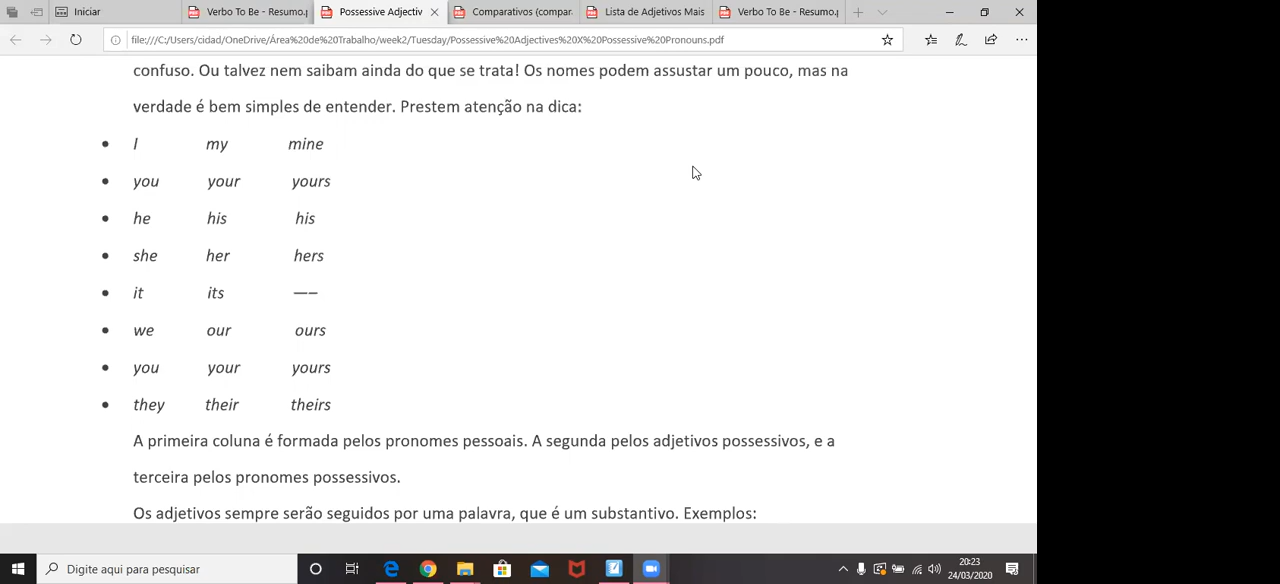 Iniciar Verbo To Be - Resumo.p Possessive Adjectiv Comparativos (compar Lista de Adjetivos Mais Verbo To Be - Resumo.p
file:///C:/Users/cidad/OneDrive/Área%20de%20Trabalho/week2/Tuesday/Possessive%20Adjectives%20X%20Possessive%20Pronouns.pdf
confuso. Ou talvez nem saibam ainda do que se trata! Os nomes podem assustar um pouco, mas na
verdade é bem simples de entender. Prestem atenção na dica:
• I my mine
• you your yours
• he his his
• she her hers
• it its —–
• we our ours
• you your yours
• they their theirs
A primeira coluna é formada pelos pronomes pessoais. A segunda pelos adjetivos possessivos, e a
terceira pelos pronomes possessivos.
Os adjetivos sempre serão seguidos por uma palavra, que é um substantivo. Exemplos:
Digite aqui para pesquisar
20:23
24/03/2020